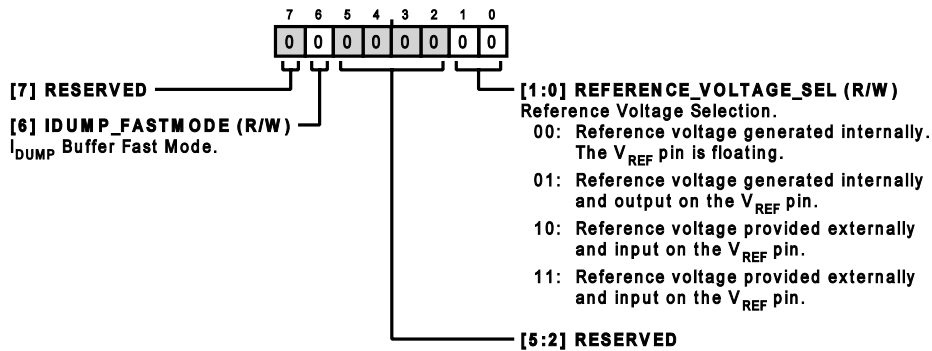 7 6 5 4 3 2 1 0
0 0 0 0 0 0 0 0
[7] RESERVED
[6] IDUMP_FASTMODE (R/W)
IDUMP Buffer Fast Mode.
[1:0] REFERENCE_VOLTAGE_SEL (R/W)
Reference Voltage Selection.
00: Reference voltage generated internally.
The VREF pin is floating.
01: Reference voltage generated internally
and output on the VREF pin.
10: Reference voltage provided externally
and input on the VREF pin.
11: Reference voltage provided externally
and input on the VREF pin.
[5:2] RESERVED